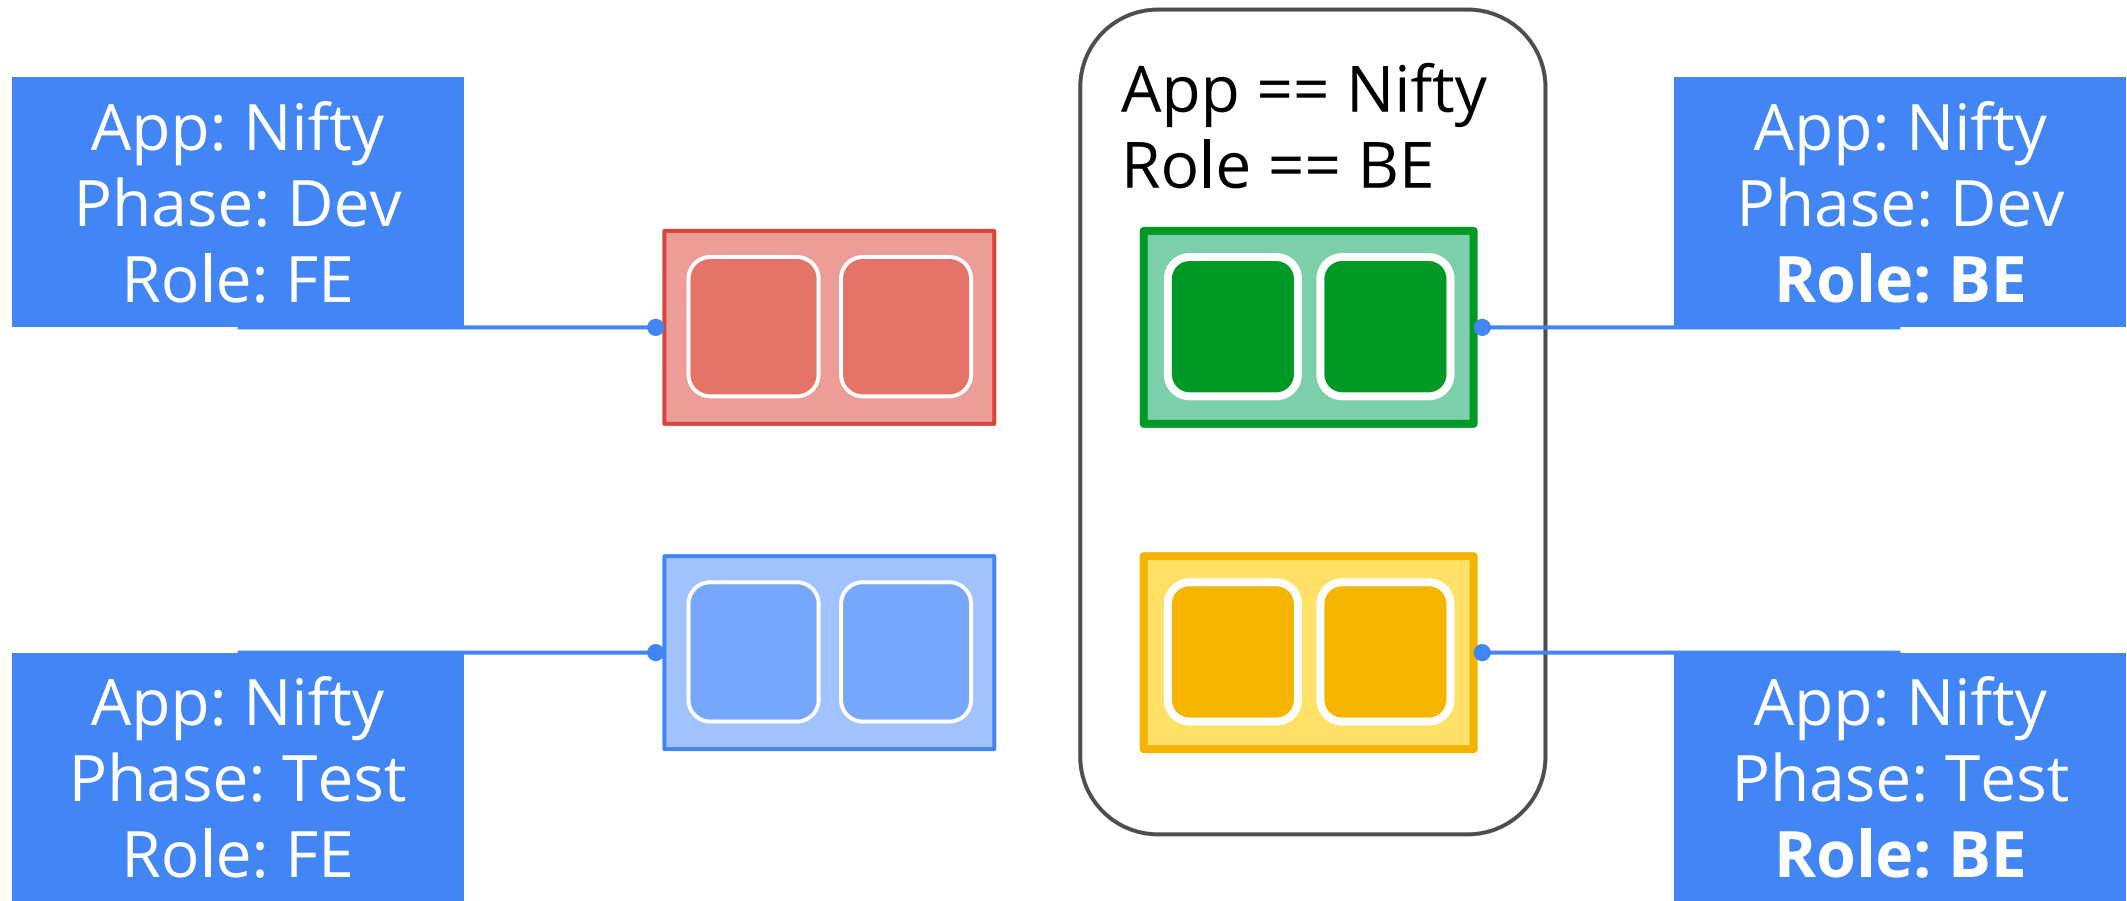 App: Nifty
Phase: Dev
Role: FE
App == Nifty
Role == BE
App: Nifty
Phase: Dev
Role: BE
App: Nifty
Phase: Test
Role: FE
App: Nifty
Phase: Test
Role: BE